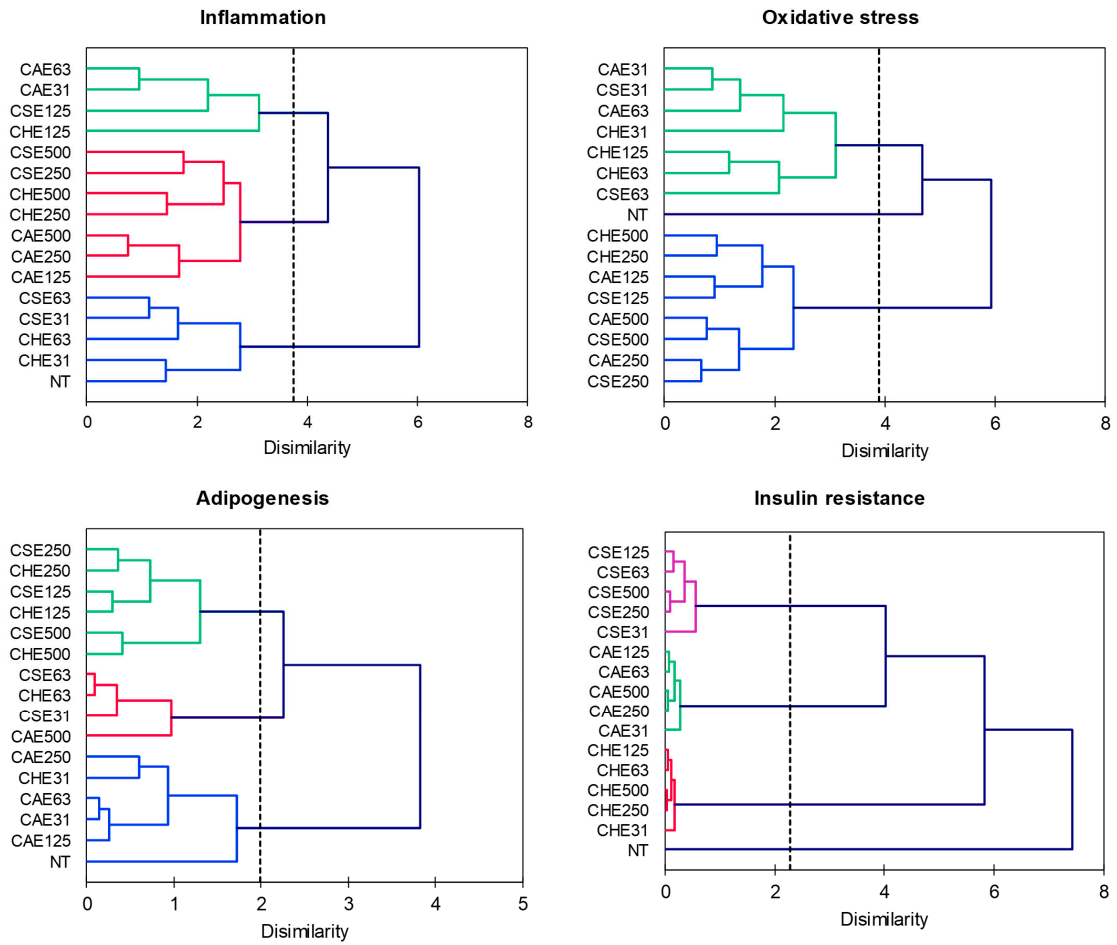 Inflammation
CAE63
CAE31
CSE125
CHE125
CSE500
CSE250
CHE500
CHE250
CAE500
CAE250
CAE125
CSE63
CSE31
CHE63
CHE31
NT
0 2 4 6 8
Disimilarity
Oxidative stress
CAE31
CSE31
CAE63
CHE31
CHE125
CHE63
CSE63
NT
CHE500
CHE250
CAE125
CSE125
CAE500
CSE500
CAE250
CSE250
0 2 4 6 8
Disimilarity
Adipogenesis
CSE250
CHE250
CSE125
CHE125
CSE500
CHE500
CSE63
CHE63
CSE31
CAE500
CAE250
CHE31
CAE63
CAE31
CAE125
NT
0 1 2 3 4 5
Disimilarity
Insulin resistance
CSE125
CSE63
CSE500
CSE250
CSE31
CAE125
CAE63
CAE500
CAE250
CAE31
CHE125
CHE63
CHE500
CHE250
CHE31
NT
0 2 4 6 8
Disimilarity